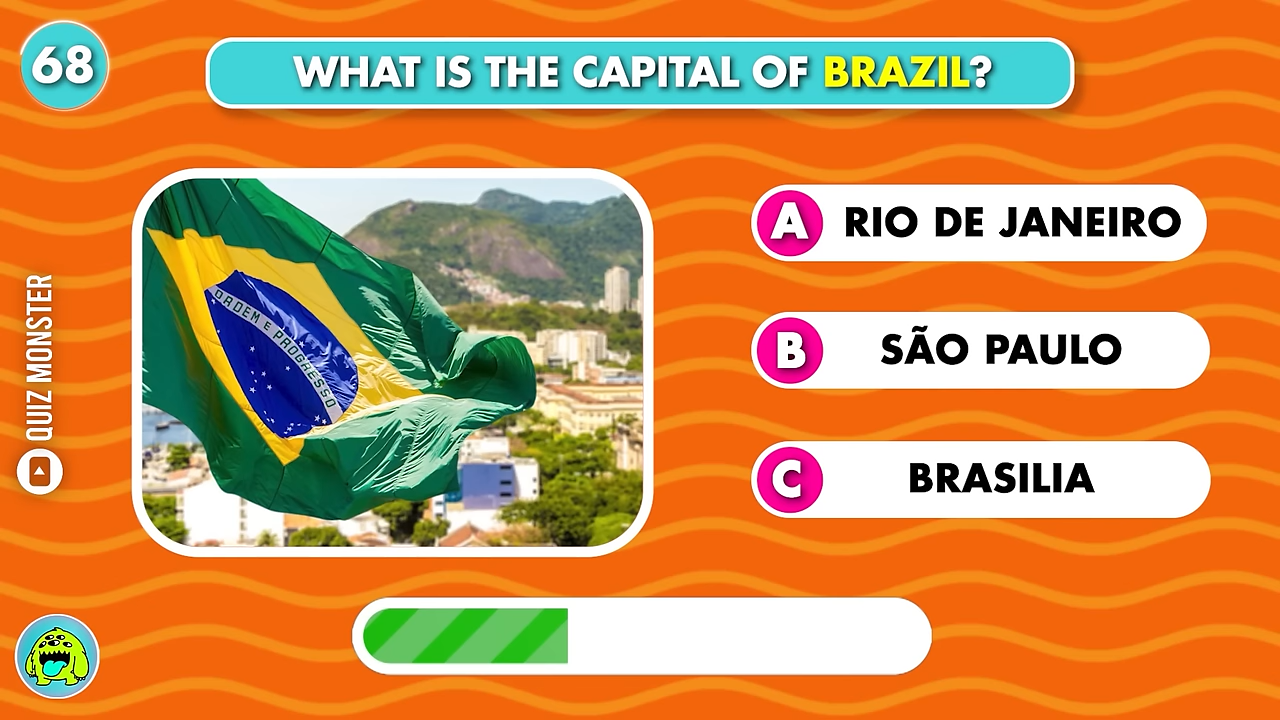 68
WHAT IS THE CAPITAL OF BRAZIL?
QUIZ MONSTER
ORDEM E PROGRESSO
A RIO DE JANEIRO
B SÃO PAULO
C BRASILIA